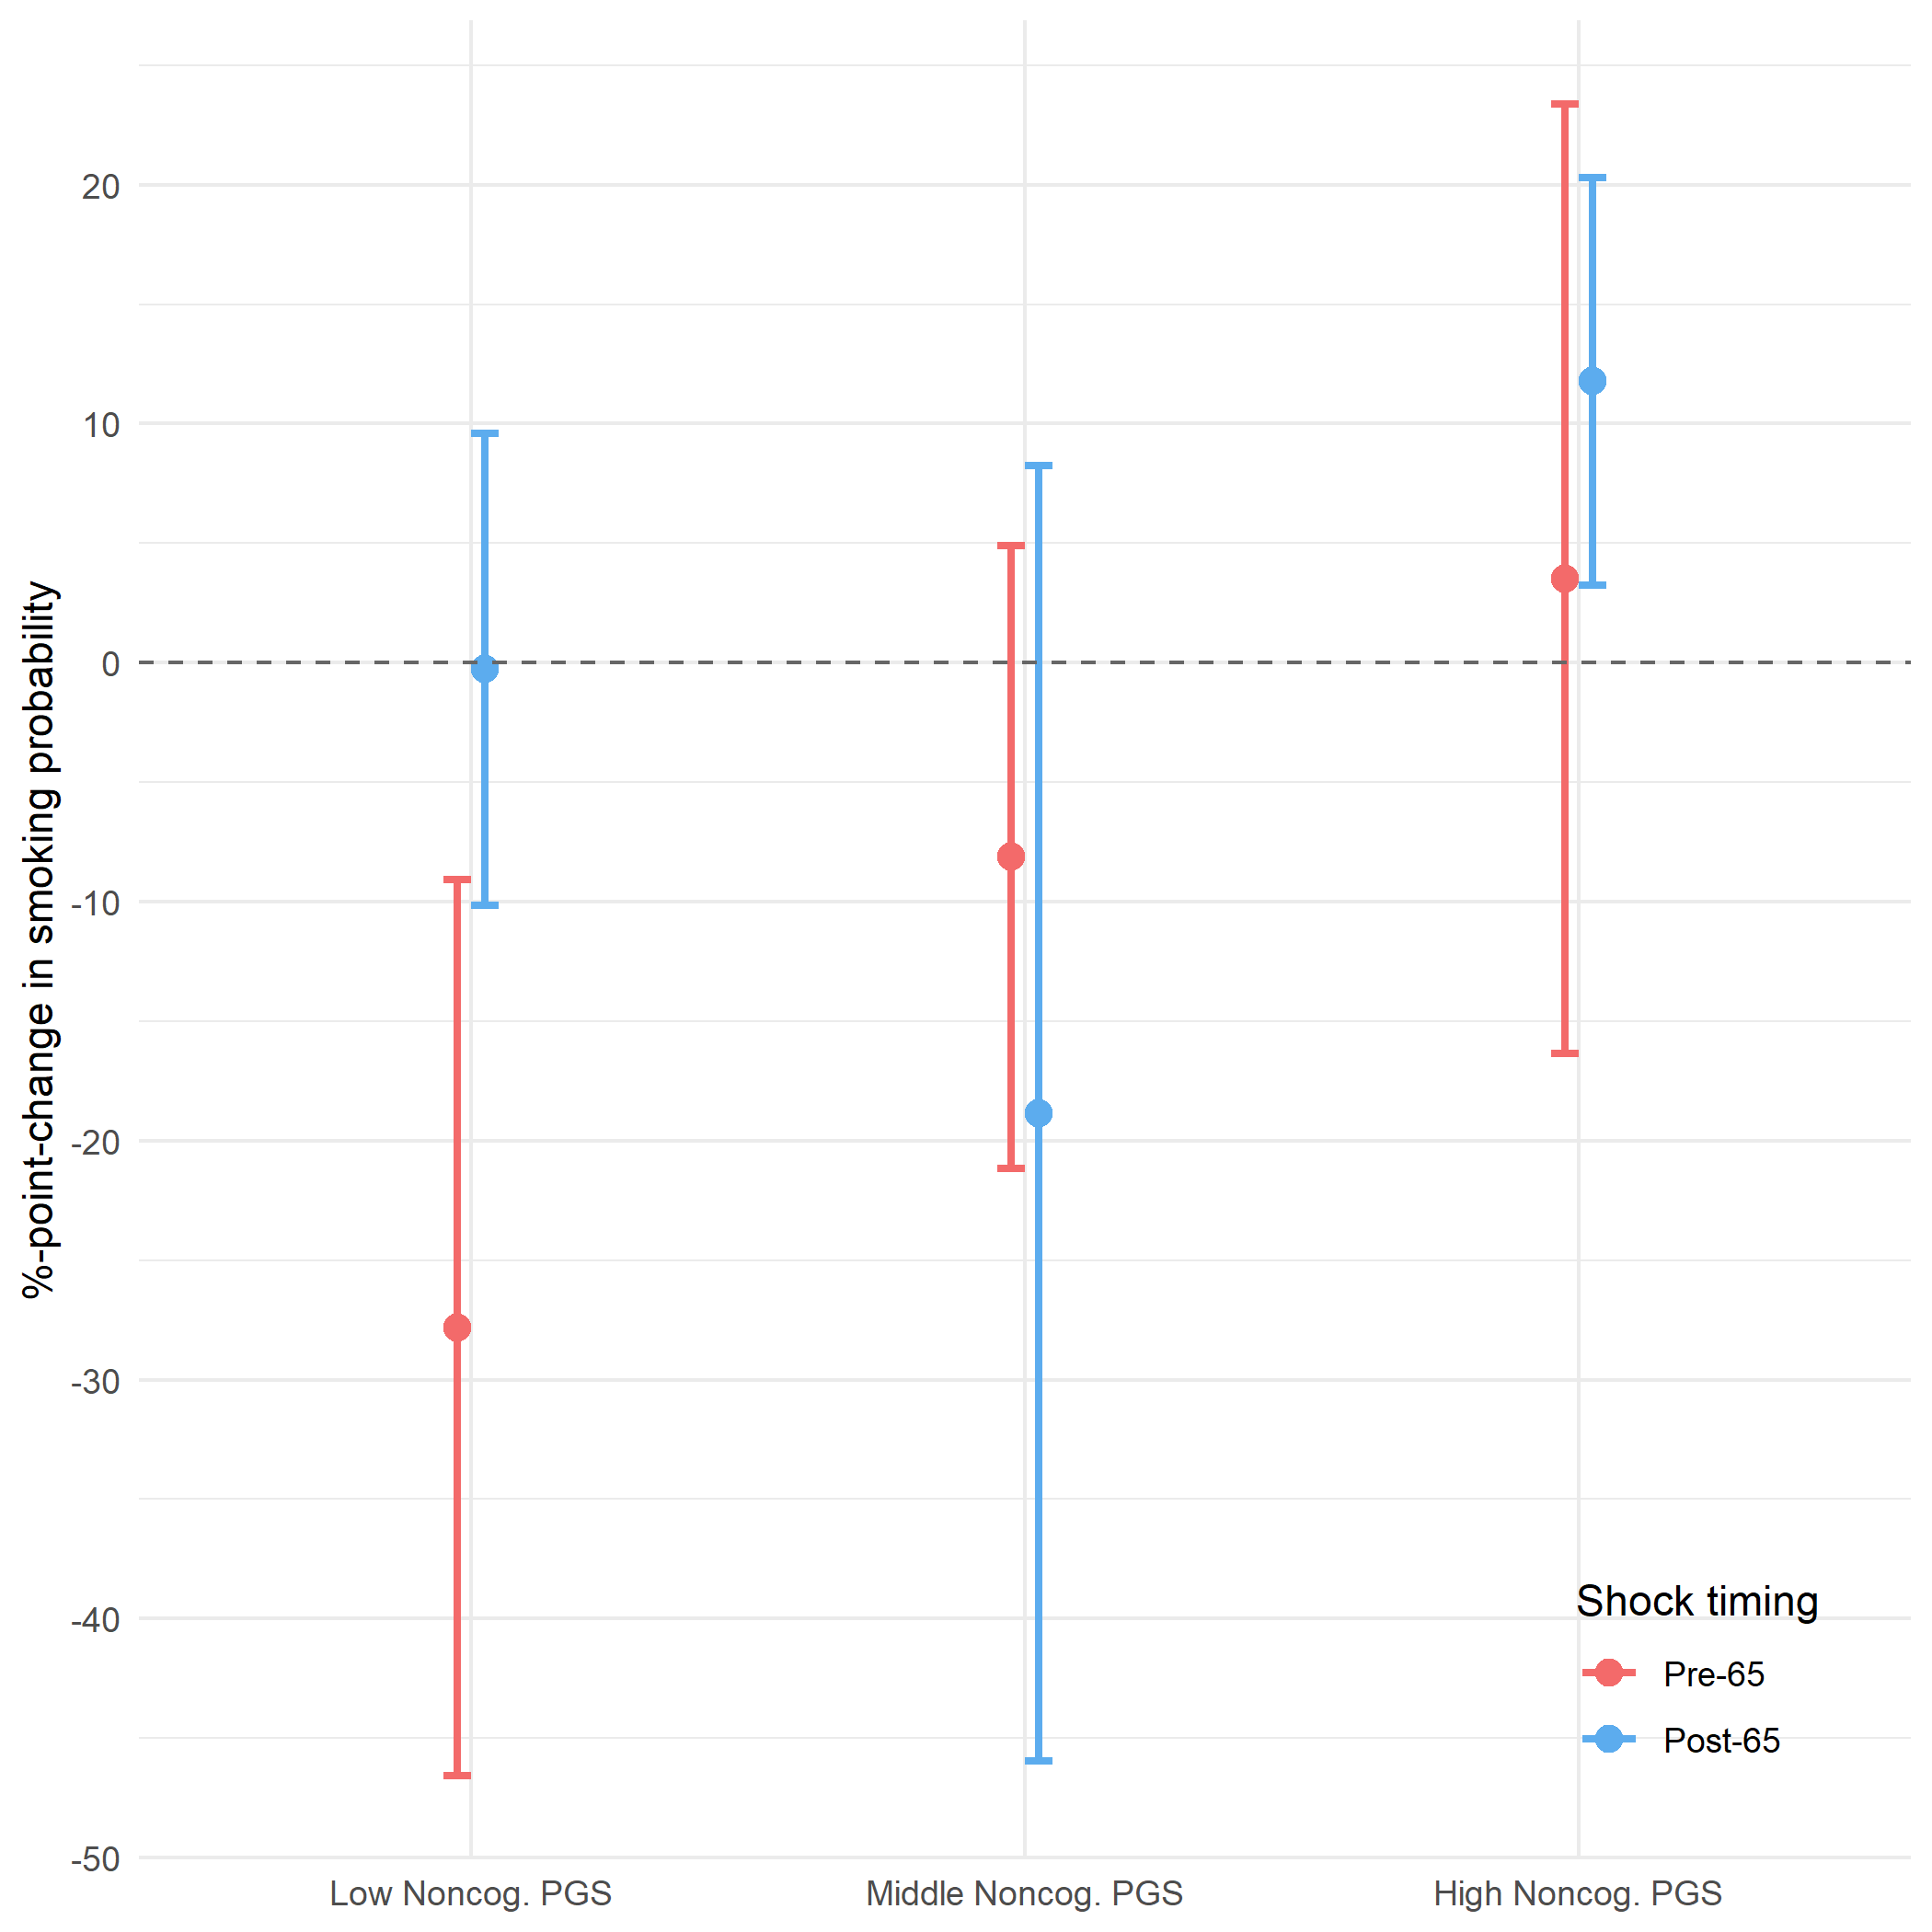 %-point-change in smoking probability
20
10
0
-10
-20
-30
-40
-50
Low Noncog. PGS
Middle Noncog. PGS
High Noncog. PGS
Shock timing
Pre-65
Post-65